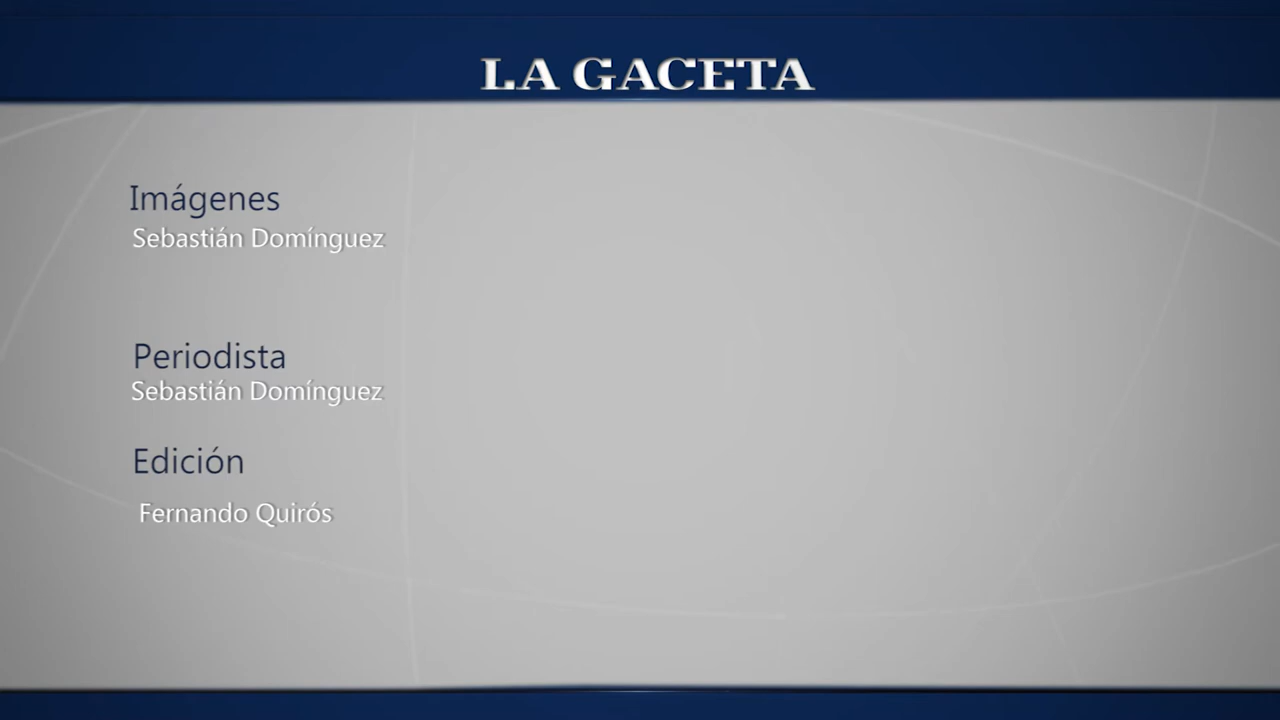 LA GACETA
Imágenes
Sebastián Domínguez
Periodista
Sebastián Domínguez
Edición
Fernando Quirós